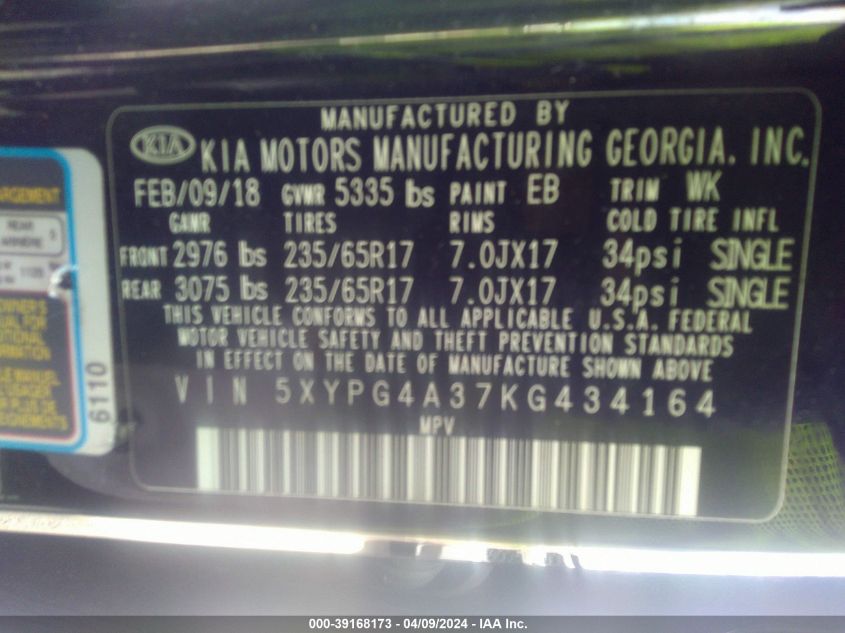 MANUFACTURED BY
KIA KIA MOTORS MANUFACTURING GEORGIA, INC.
FEB/09/18 GVWR 5335 lbs PAINT EB TRIM WK
GAWR TIRES RIMS COLD TIRE INFL
FRONT 2976 lbs 235/65R17 7.0JX17 34psi SINGLE
REAR 3075 lbs 235/65R17 7.0JX17 34psi SINGLE
THIS VEHICLE CONFORMS TO ALL APPLICABLE U.S.A. FEDERAL
MOTOR VEHICLE SAFETY AND THEFT PREVENTION STANDARDS
IN EFFECT ON THE DATE OF MANUFACTURE SHOWN ABOVE
VIN 5XYPG4A37KG434164
MPV
REAR
6110
000-39168173 — 04/09/2024 — IAA Inc.